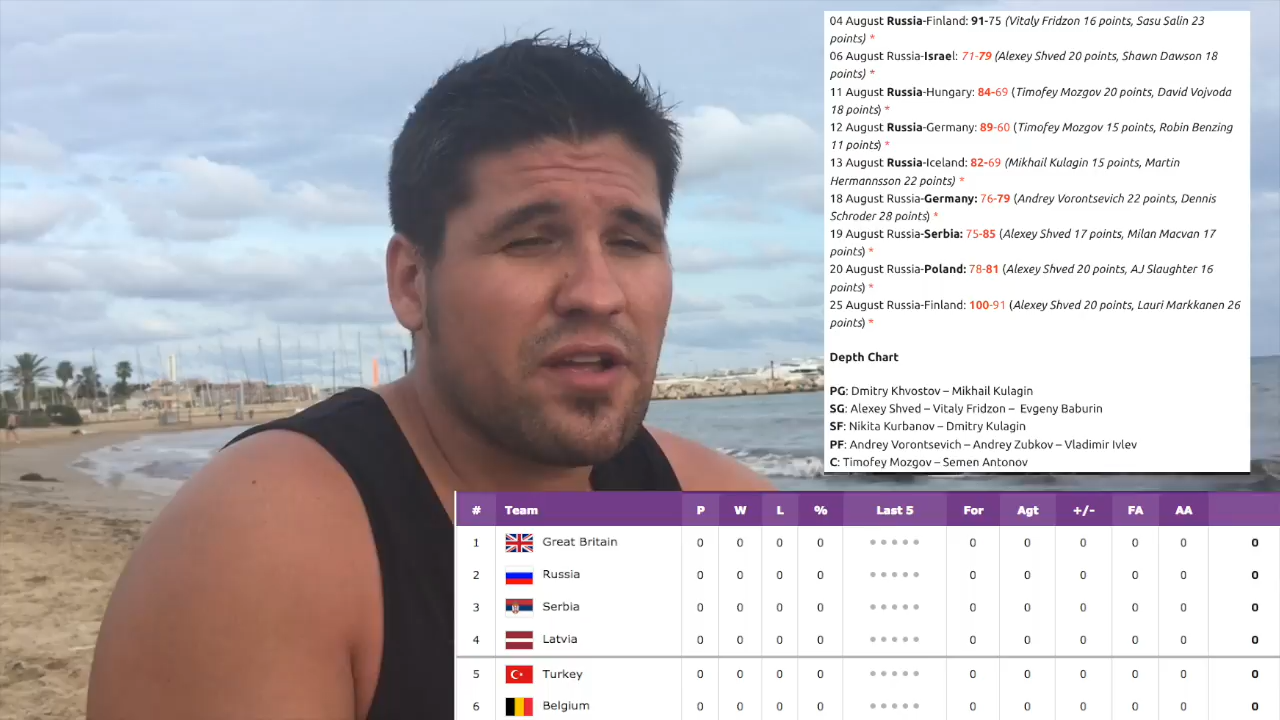 04 August Russia-Finland: 91-75 (Vitaly Fridzon 16 points, Sasu Salin 23
points) *
06 August Russia-Israel: 71-79 (Alexey Shved 20 points, Shawn Dawson 18
points) *
11 August Russia-Hungary: 84-69 (Timofey Mozgov 20 points, David Vojvoda
18 points) *
12 August Russia-Germany: 89-60 (Timofey Mozgov 15 points, Robin Benzing
11 points) *
13 August Russia-Iceland: 82-69 (Mikhail Kulagin 15 points, Martin
Hermannsson 22 points) *
18 August Russia-Germany: 76-79 (Andrey Vorontsevich 22 points, Dennis
Schroder 28 points) *
19 August Russia-Serbia: 75-85 (Alexey Shved 17 points, Milan Macvan 17
points) *
20 August Russia-Poland: 78-81 (Alexey Shved 20 points, AJ Slaughter 16
points) *
25 August Russia-Finland: 100-91 (Alexey Shved 20 points, Lauri Markkanen 26
points) *
Depth Chart
PG: Dmitry Khvostov – Mikhail Kulagin
SG: Alexey Shved – Vitaly Fridzon – Evgeny Baburin
SF: Nikita Kurbanov – Dmitry Kulagin
PF: Andrey Vorontsevich – Andrey Zubkov – Vladimir Ivlev
C: Timofey Mozgov – Semen Antonov
# Team P W L % Last 5 For Agt +/- FA AA
1 Great Britain 0 0 0 0 0 0 0 0 0 0
2 Russia 0 0 0 0 0 0 0 0 0 0
3 Serbia 0 0 0 0 0 0 0 0 0 0
4 Latvia 0 0 0 0 0 0 0 0 0 0
5 Turkey 0 0 0 0 0 0 0 0 0 0
6 Belgium 0 0 0 0 0 0 0 0 0 0